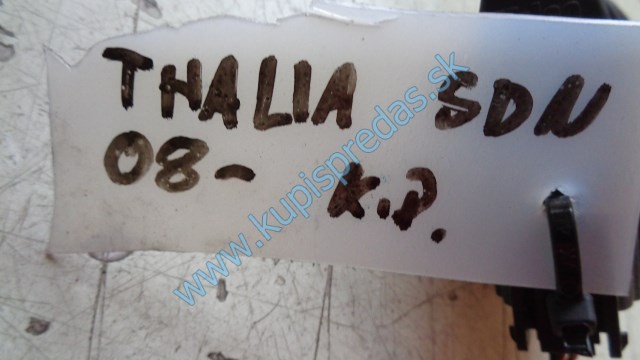 THALIA SDN
08- K.P.
www.kupispredas.sk